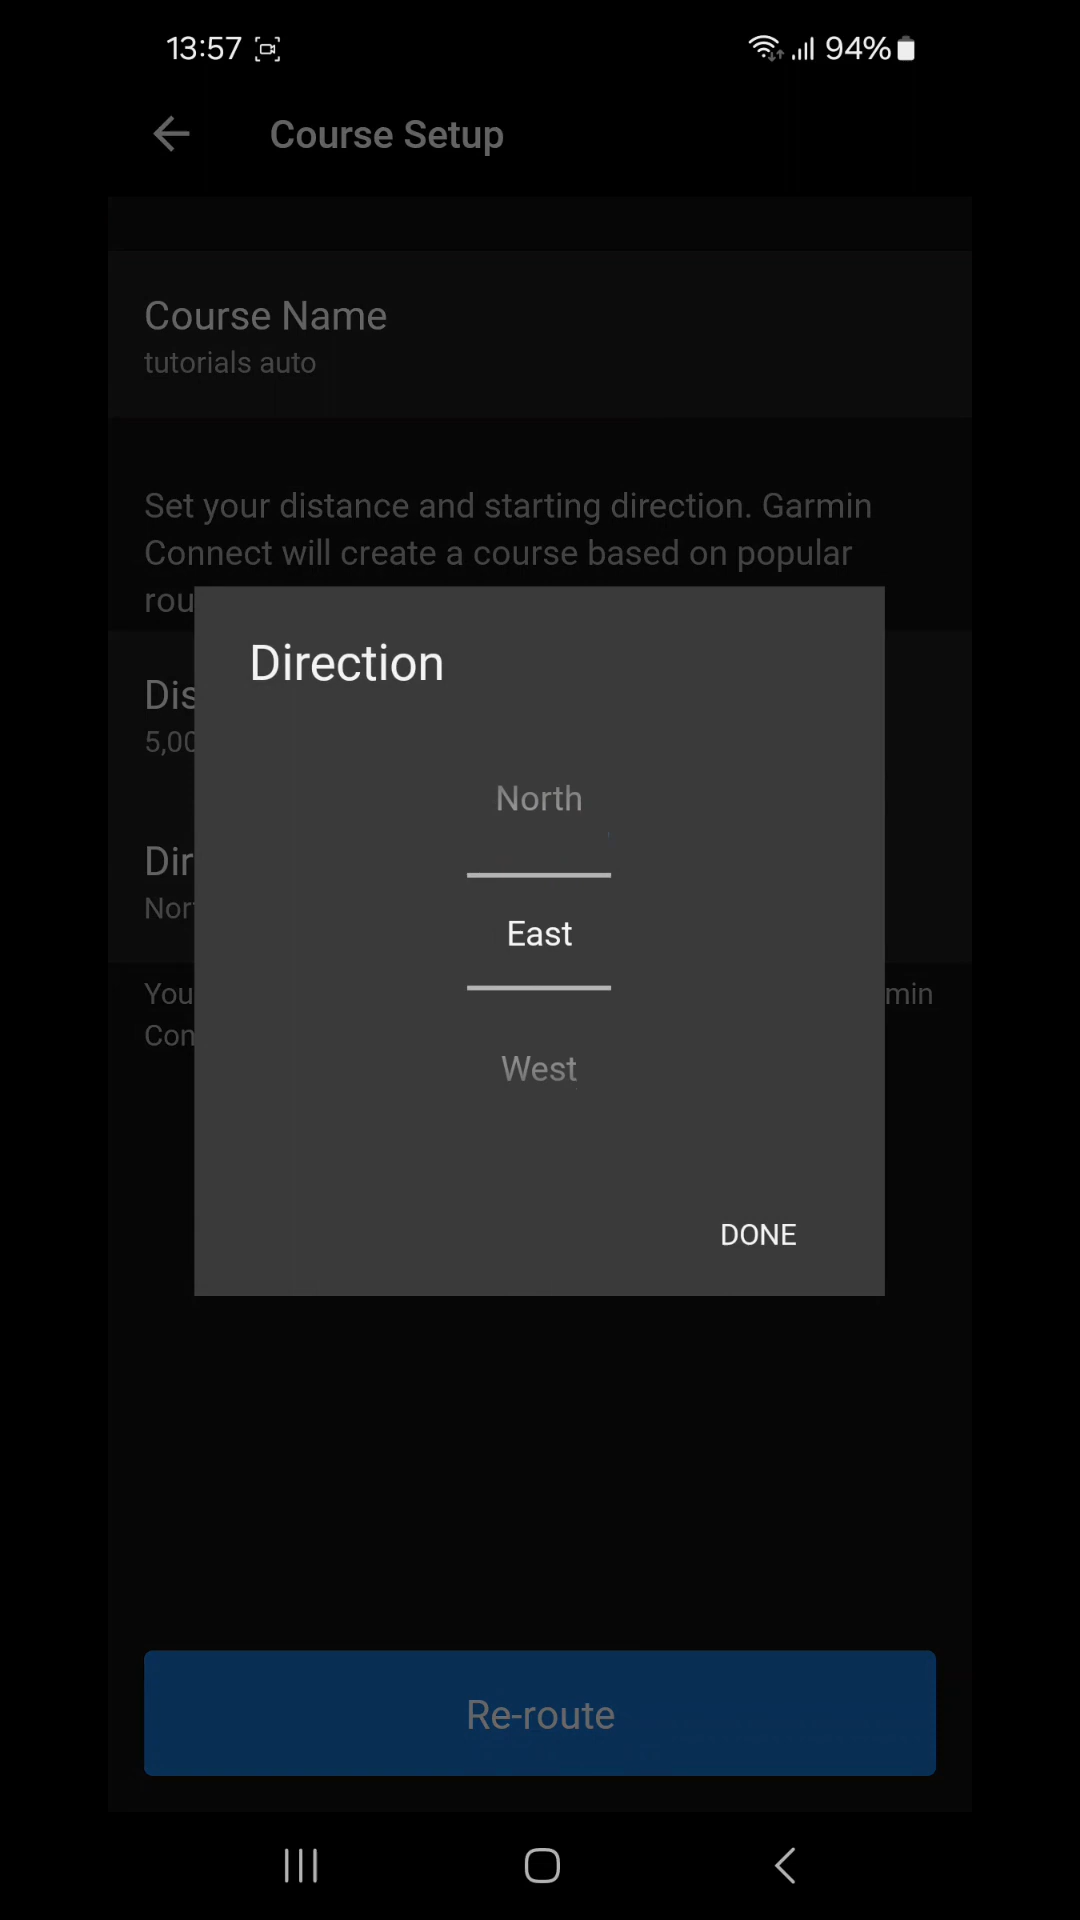 13:57 94%
Course Setup
Course Name
tutorials auto
Set your distance and starting direction. Garmin
Connect will create a course based on popular
rou
Direction
Dis
5,00
North
Dir
Nor
East
You min
Con
West
DONE
Re-route